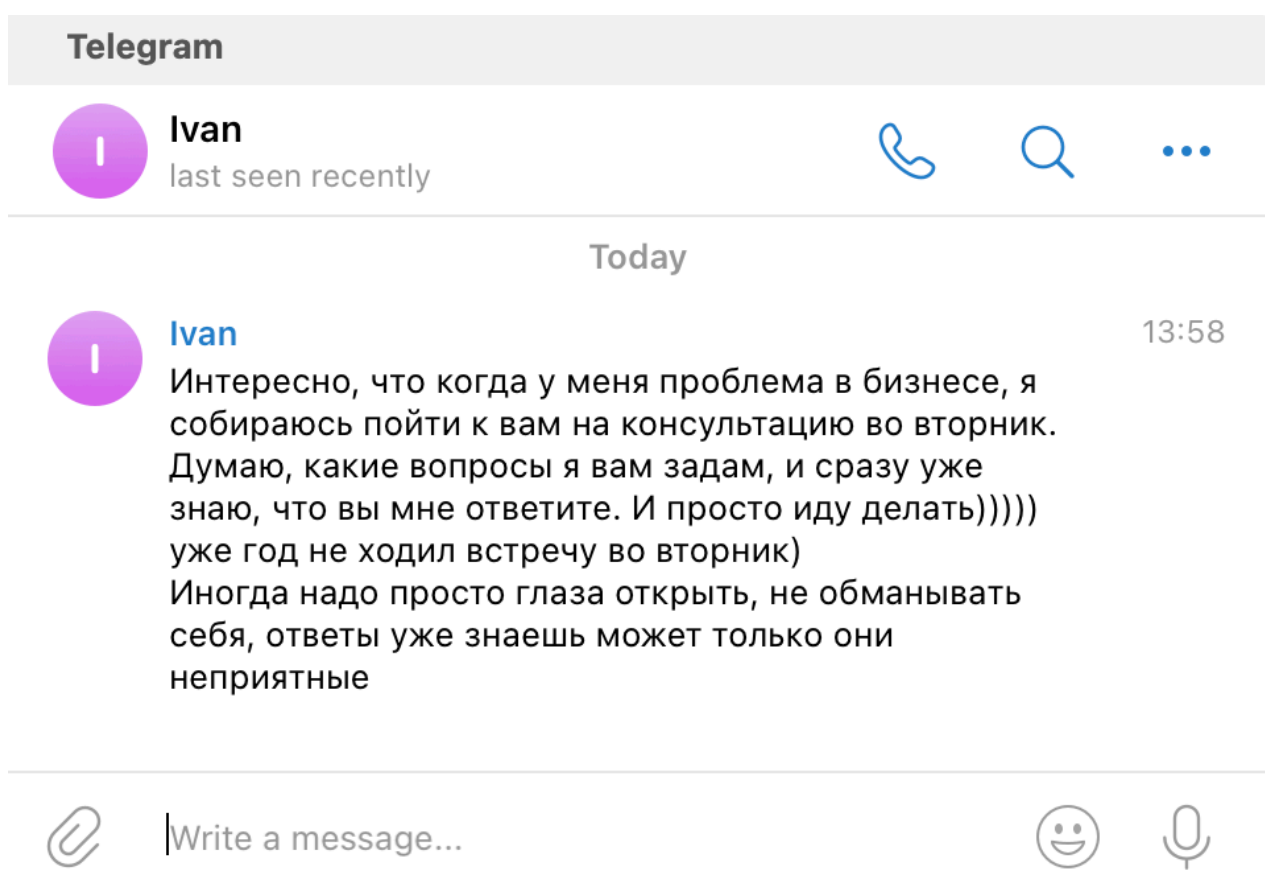 Telegram
Ivan
last seen recently
Today
Ivan
13:58
Интересно, что когда у меня проблема в бизнесе, я
собираюсь пойти к вам на консультацию во вторник.
Думаю, какие вопросы я вам задам, и сразу уже
знаю, что вы мне ответите. И просто иду делать)))))
уже год не ходил встречу во вторник)
Иногда надо просто глаза открыть, не обманывать
себя, ответы уже знаешь может только они
неприятные
Write a message...